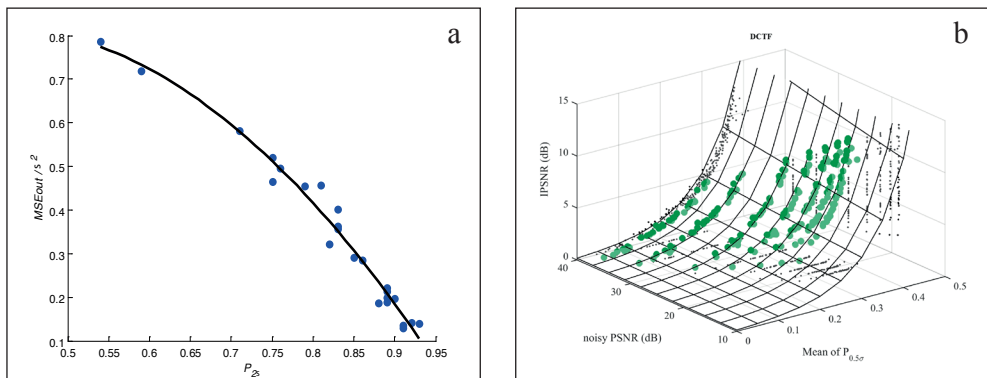 a
0.8
0.7
0.6
0.5
0.4
0.3
0.2
0.1
MSEout / s 2
0.5 0.55 0.6 0.65 0.7 0.75 0.8 0.85 0.9 0.95
P2s
b
DCTF
15
10
5
0
IPSNR (dB)
40
30
20
10
noisy PSNR (dB)
0
0.1
0.2
0.3
0.4
0.5
Mean of P0.5σ